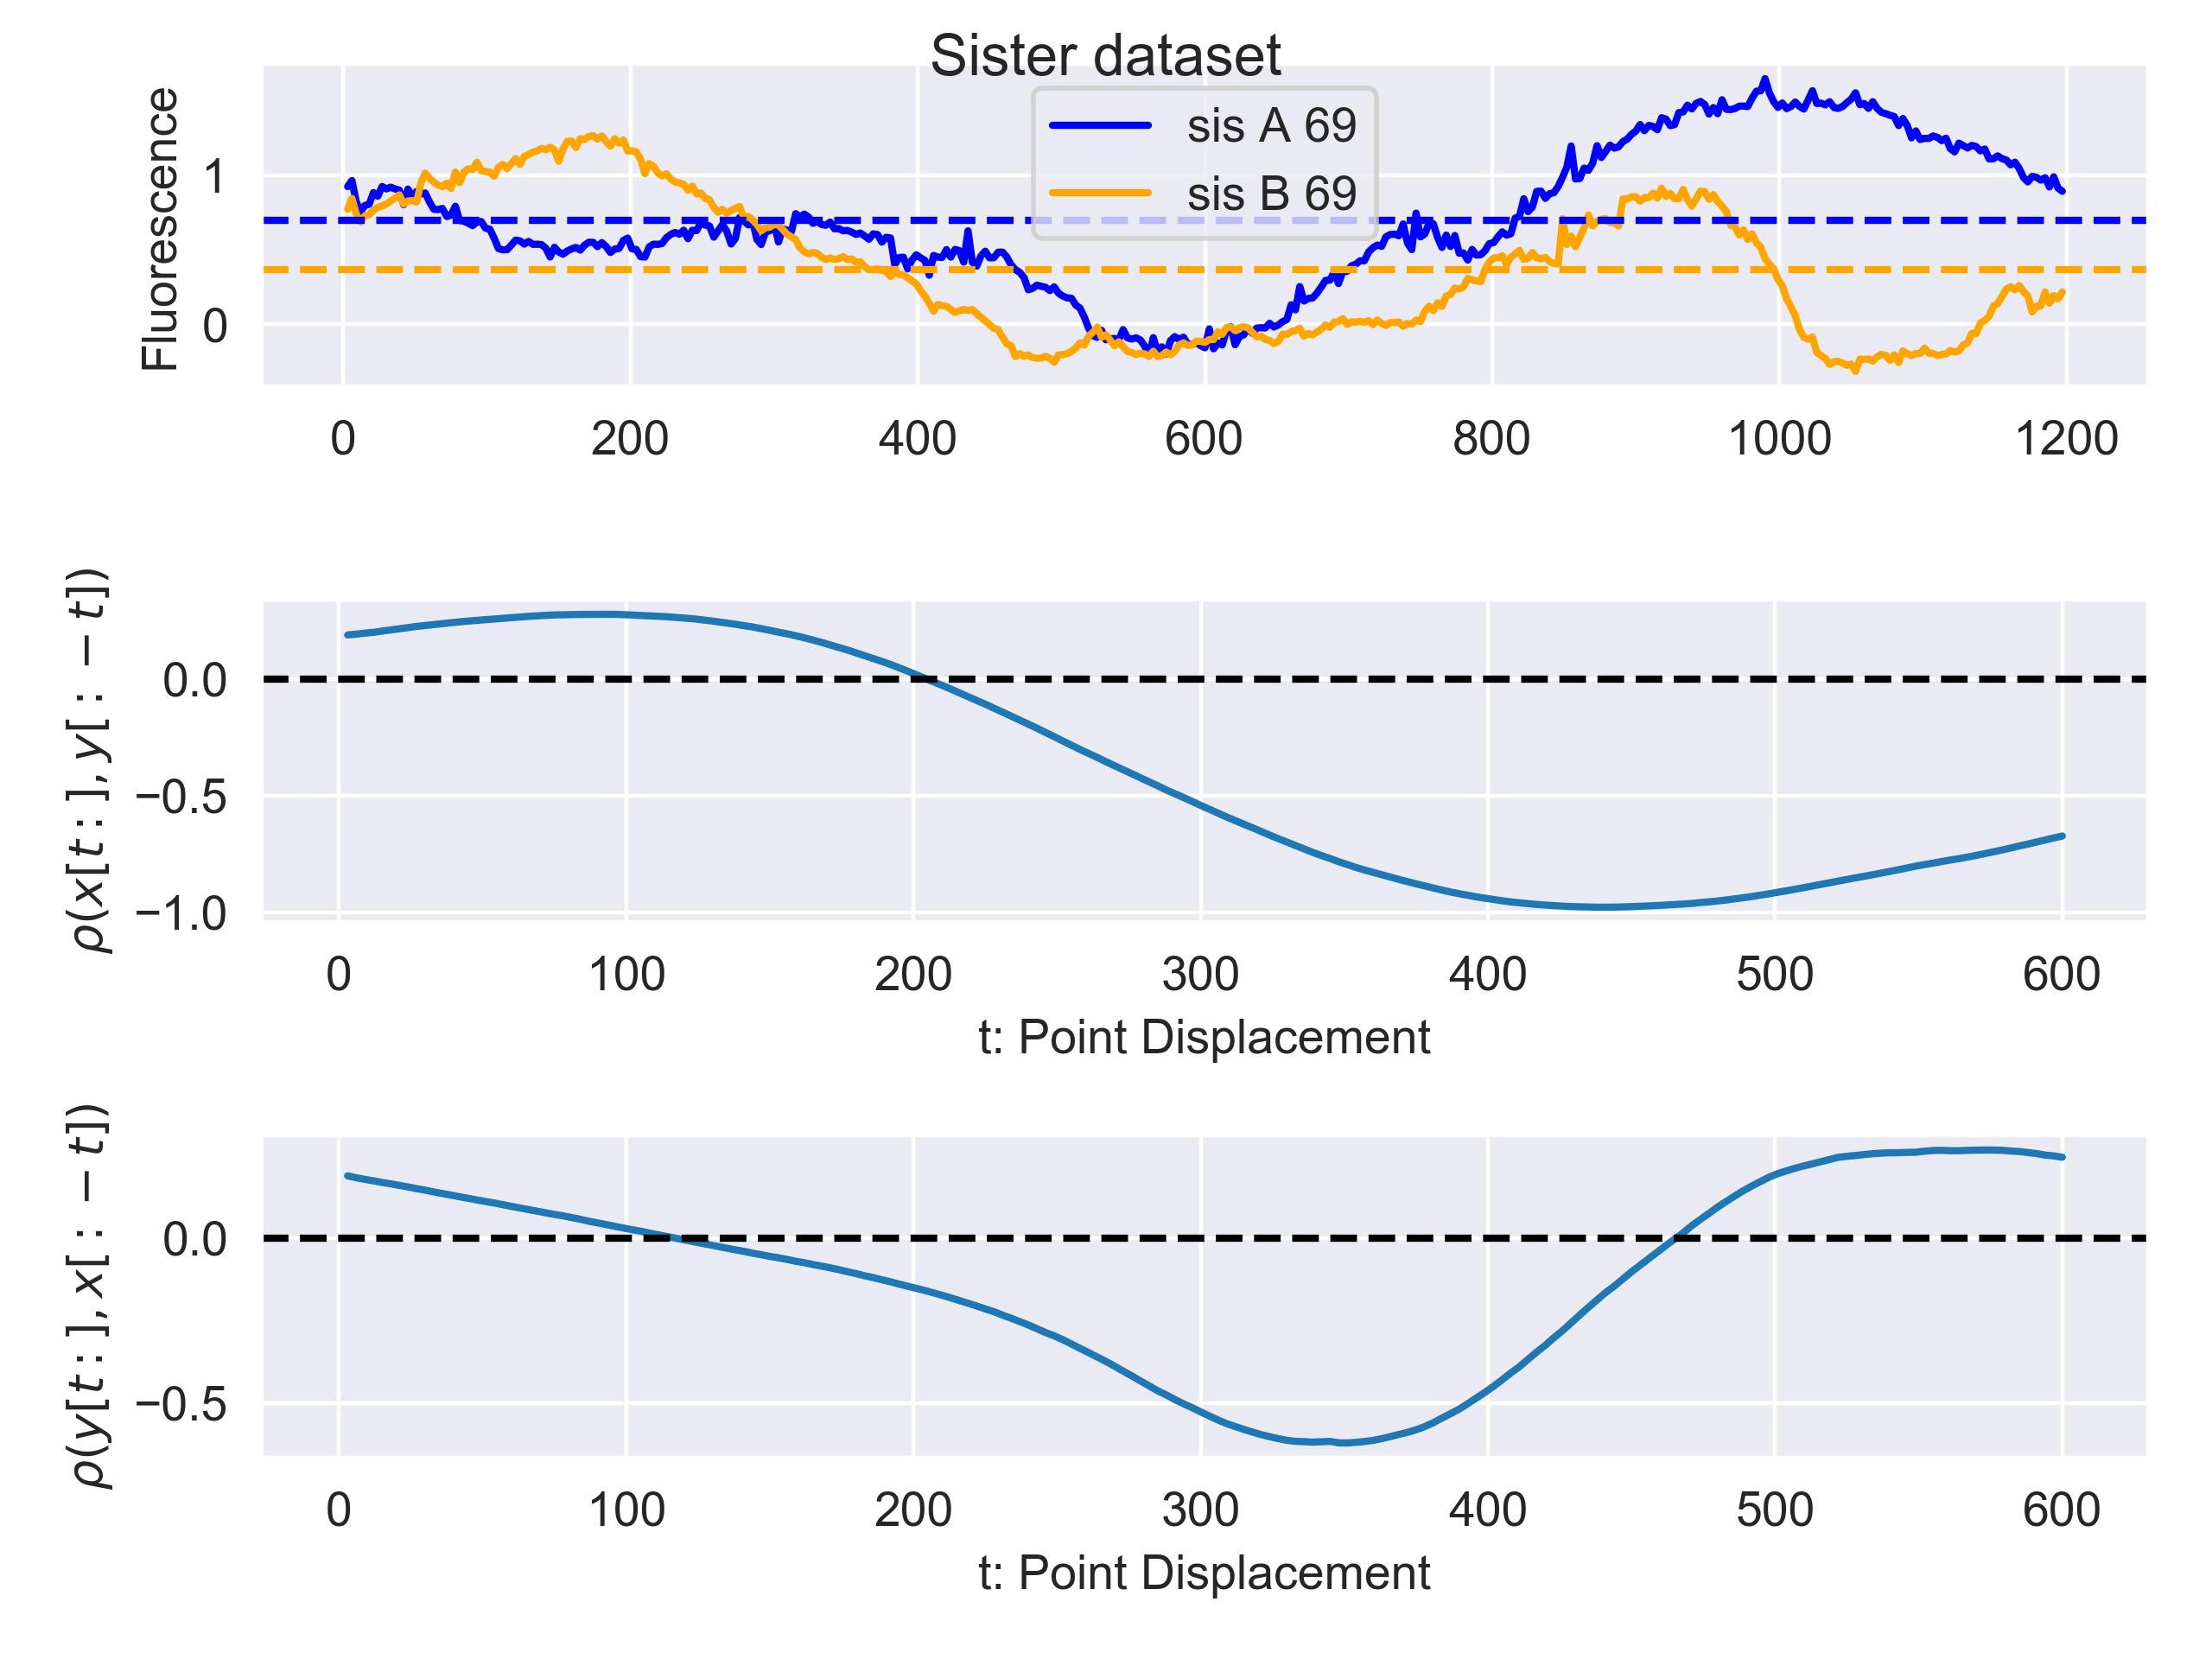 Sister dataset
sis A 69
sis B 69
Fluorescence
1
0
0 200 400 600 800 1000 1200
ρ(x[t:], y[: − t])
0.0
−0.5
−1.0
0 100 200 300 400 500 600
t: Point Displacement
ρ(y[t:], x[: − t])
0.0
−0.5
0 100 200 300 400 500 600
t: Point Displacement